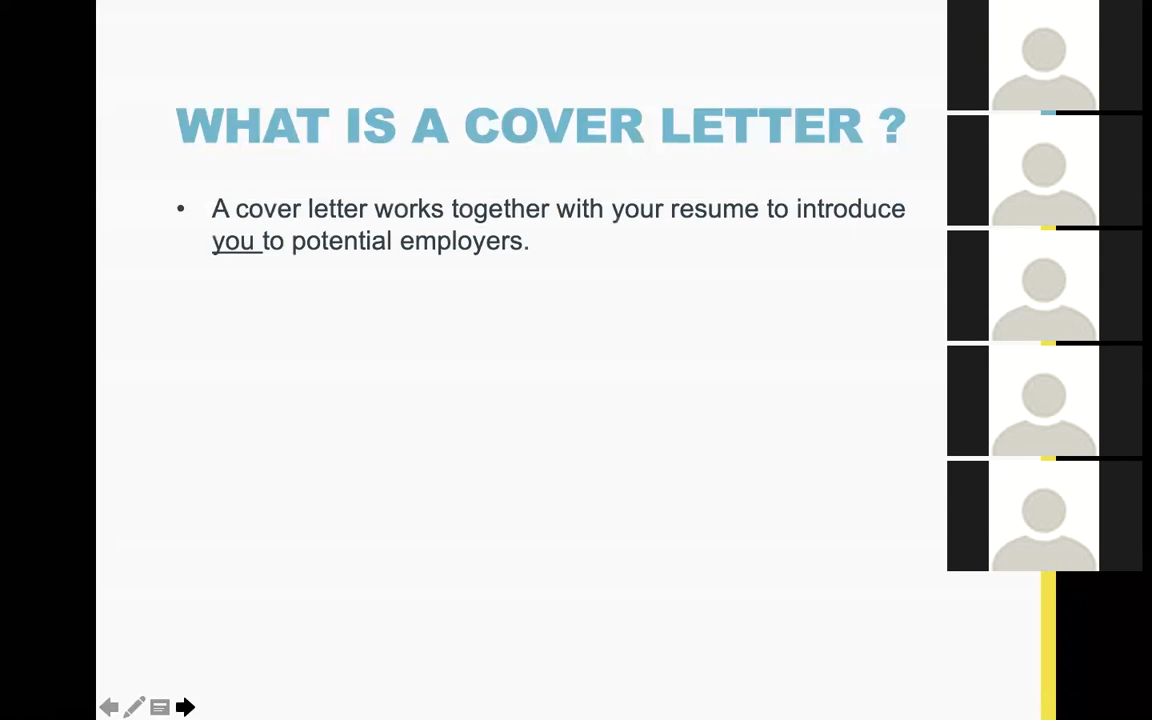 WHAT IS A COVER LETTER ?
• A cover letter works together with your resume to introduce
you to potential employers.